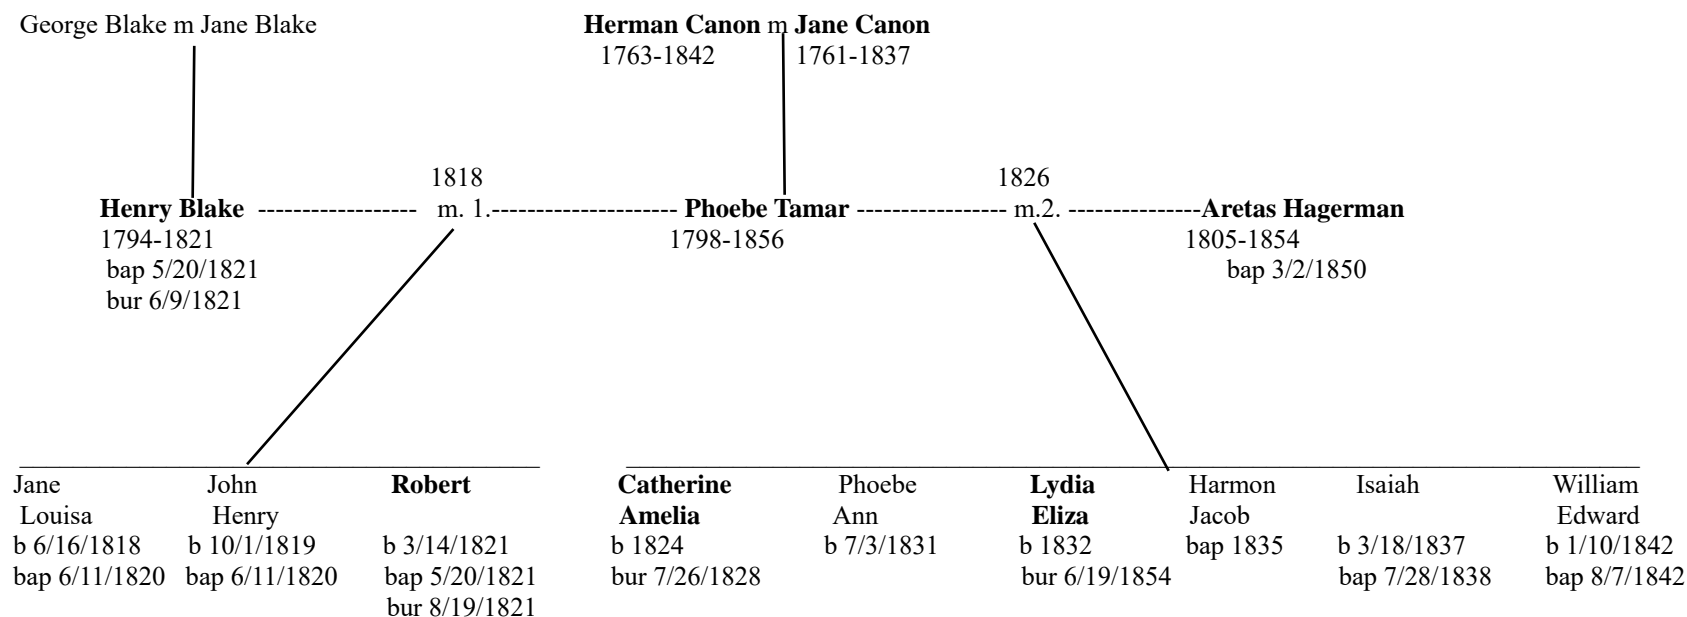 George Blake m Jane Blake Herman Canon m Jane Canon
1763-1842 1761-1837
1818 1826
Henry Blake ------------------ m. 1.--------------------- Phoebe Tamar ----------------- m.2. ---------------Aretas Hagerman
1794-1821 1798-1856 1805-1854
bap 5/20/1821 bap 3/2/1850
bur 6/9/1821
Jane John Robert Catherine Phoebe Lydia Harmon Isaiah William
Louisa Henry Amelia Ann Eliza Jacob Edward
b 6/16/1818 b 10/1/1819 b 3/14/1821 b 1824 b 7/3/1831 b 1832 bap 1835 b 3/18/1837 b 1/10/1842
bap 6/11/1820 bap 6/11/1820 bap 5/20/1821 bur 7/26/1828 bur 6/19/1854 bap 7/28/1838 bap 8/7/1842
bur 8/19/1821